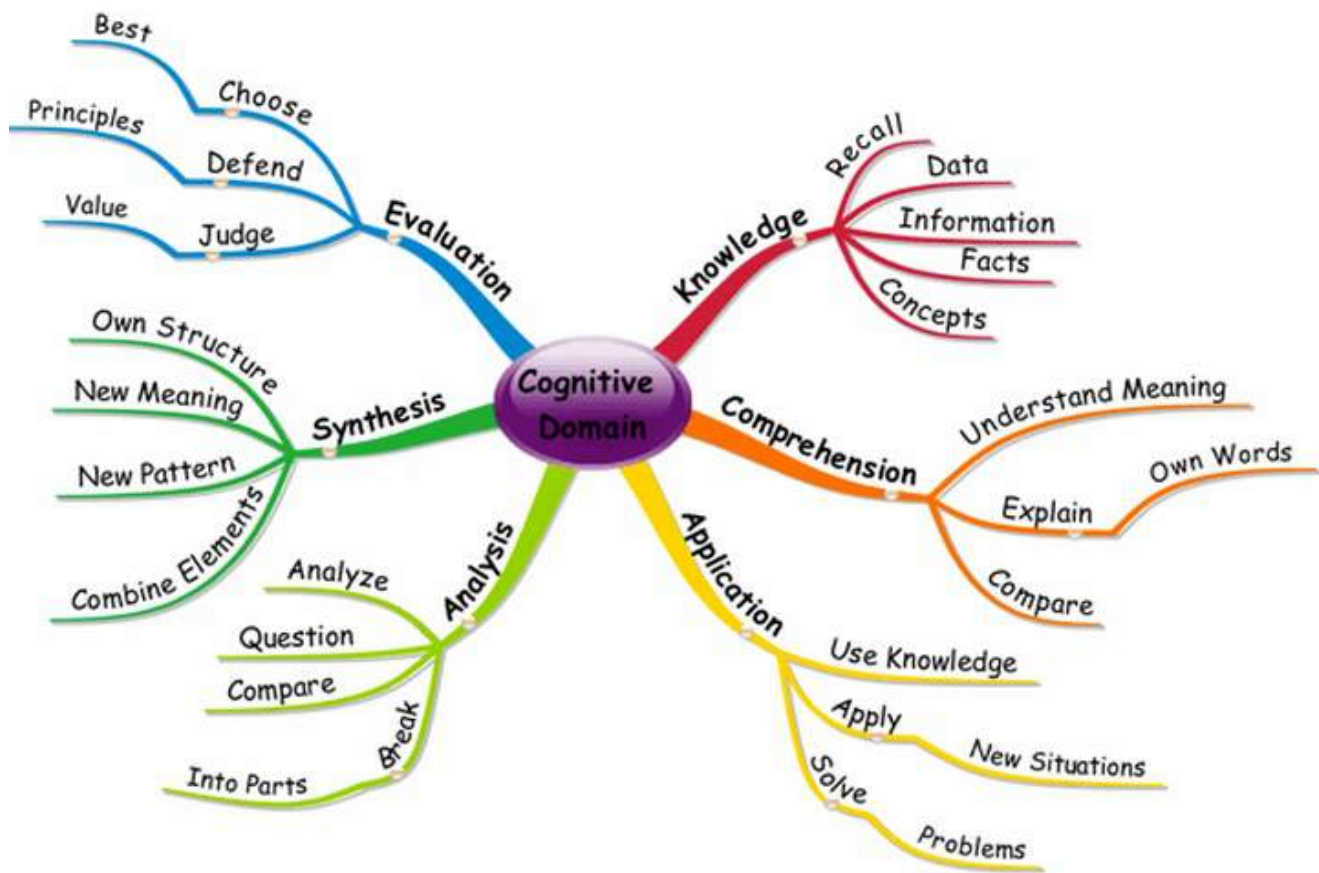 Cognitive
Domain
Knowledge
Recall
Data
Information
Facts
Concepts
Comprehension
Understand Meaning
Explain
Own Words
Compare
Application
Use Knowledge
Apply
New Situations
Solve
Problems
Analysis
Analyze
Question
Compare
Break
Into Parts
Synthesis
Own Structure
New Meaning
New Pattern
Combine Elements
Evaluation
Choose
Best
Defend
Principles
Judge
Value